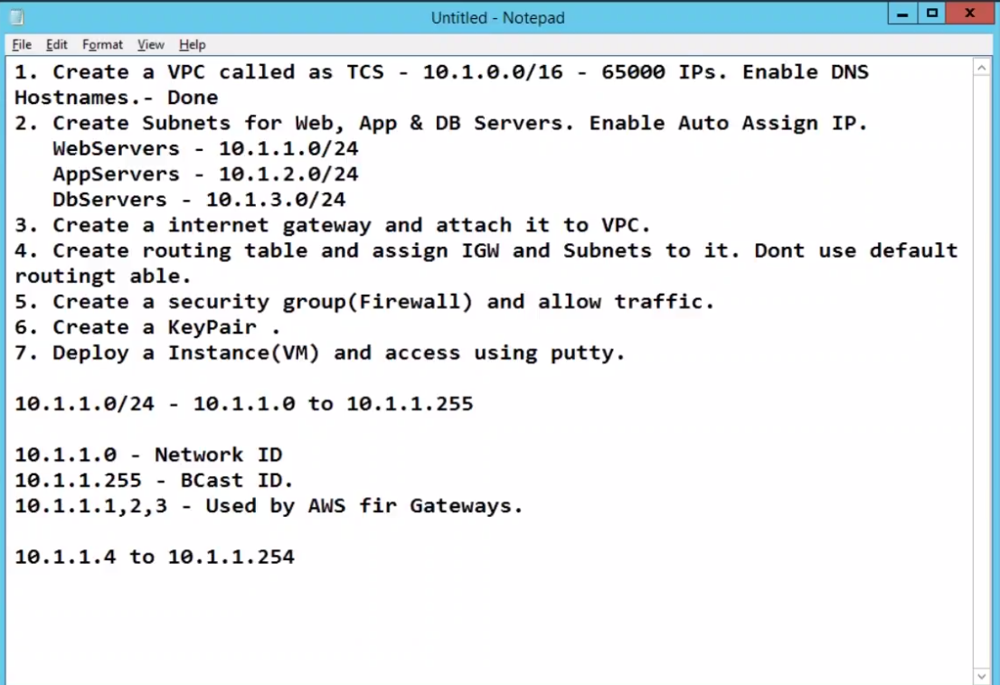 Untitled - Notepad
File Edit Format View Help
1. Create a VPC called as TCS - 10.1.0.0/16 - 65000 IPs. Enable DNS
Hostnames.- Done
2. Create Subnets for Web, App & DB Servers. Enable Auto Assign IP.
   WebServers - 10.1.1.0/24
   AppServers - 10.1.2.0/24
   DbServers - 10.1.3.0/24
3. Create a internet gateway and attach it to VPC.
4. Create routing table and assign IGW and Subnets to it. Dont use default
routingt able.
5. Create a security group(Firewall) and allow traffic.
6. Create a KeyPair .
7. Deploy a Instance(VM) and access using putty.
10.1.1.0/24 - 10.1.1.0 to 10.1.1.255
10.1.1.0 - Network ID
10.1.1.255 - BCast ID.
10.1.1.1,2,3 - Used by AWS fir Gateways.
10.1.1.4 to 10.1.1.254